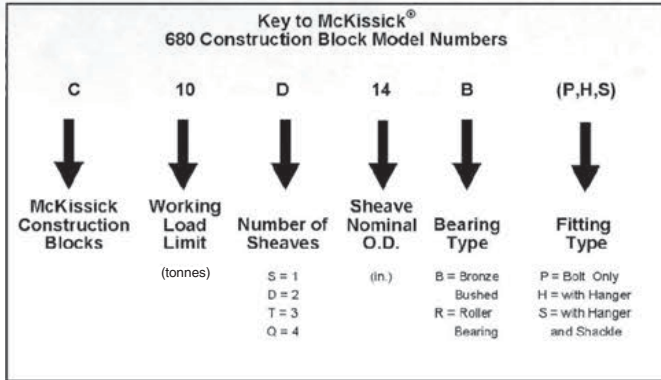 Key to McKissick®
680 Construction Block Model Numbers
C 10 D 14 B (P,H,S)
McKissick
Construction
Blocks
Working
Load
Limit
(tonnes)
Number of
Sheaves
S = 1
D = 2
T = 3
Q = 4
Sheave
Nominal
O.D.
(in.)
Bearing
Type
B = Bronze
Bushed
R = Roller
Bearing
Fitting
Type
P = Bolt Only
H = with Hanger
S = with Hanger
and Shackle